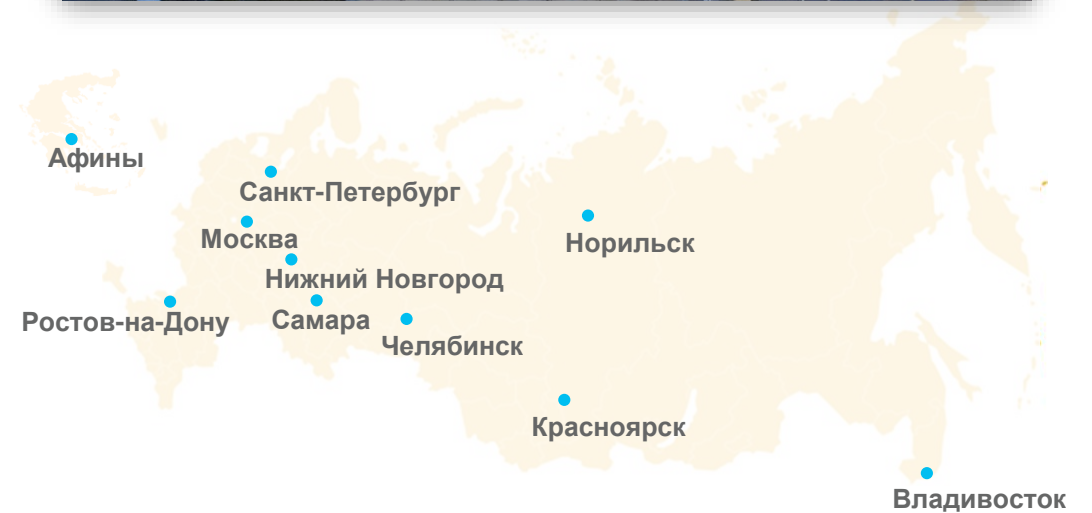 Афины
Санкт-Петербург
Москва
Норильск
Нижний Новгород
Ростов-на-Дону
Самара
Челябинск
Красноярск
Владивосток